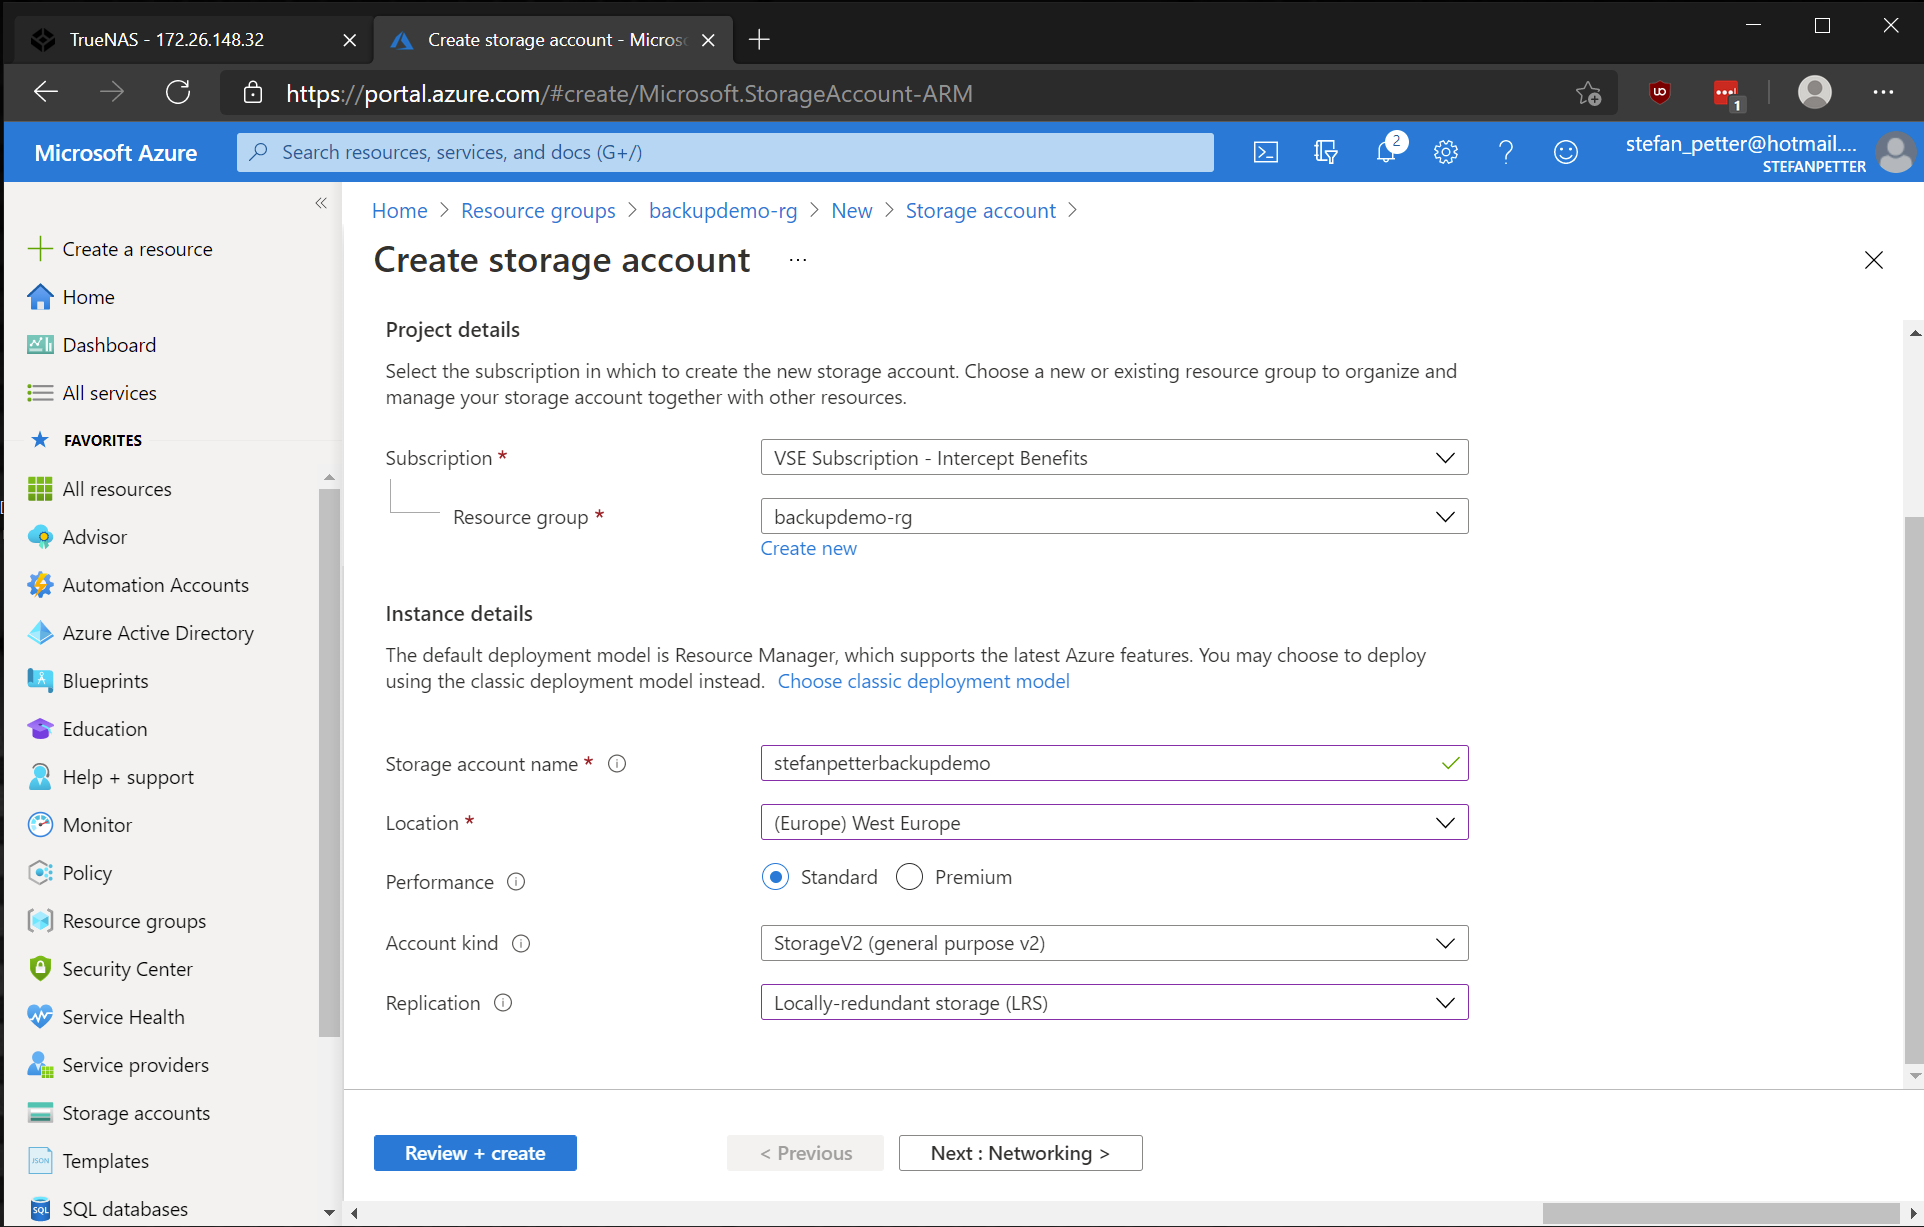 TrueNAS - 172.26.148.32
Create storage account - Micros
https://portal.azure.com/#create/Microsoft.StorageAccount-ARM
1
Microsoft Azure
Search resources, services, and docs (G+/)
2
stefan_petter@hotmail....
STEFANPETTER
Home > Resource groups > backupdemo-rg > New > Storage account >
Create storage account ...
Create a resource
Home
Dashboard
All services
FAVORITES
All resources
Advisor
Automation Accounts
Azure Active Directory
Blueprints
Education
Help + support
Monitor
Policy
Resource groups
Security Center
Service Health
Service providers
Storage accounts
Templates
SQL databases
Project details
Select the subscription in which to create the new storage account. Choose a new or existing resource group to organize and
manage your storage account together with other resources.
Subscription * VSE Subscription - Intercept Benefits
Resource group * backupdemo-rg
Create new
Instance details
The default deployment model is Resource Manager, which supports the latest Azure features. You may choose to deploy
using the classic deployment model instead. Choose classic deployment model
Storage account name * stefanpetterbackupdemo
Location * (Europe) West Europe
Performance Standard Premium
Account kind StorageV2 (general purpose v2)
Replication Locally-redundant storage (LRS)
Review + create < Previous Next : Networking >